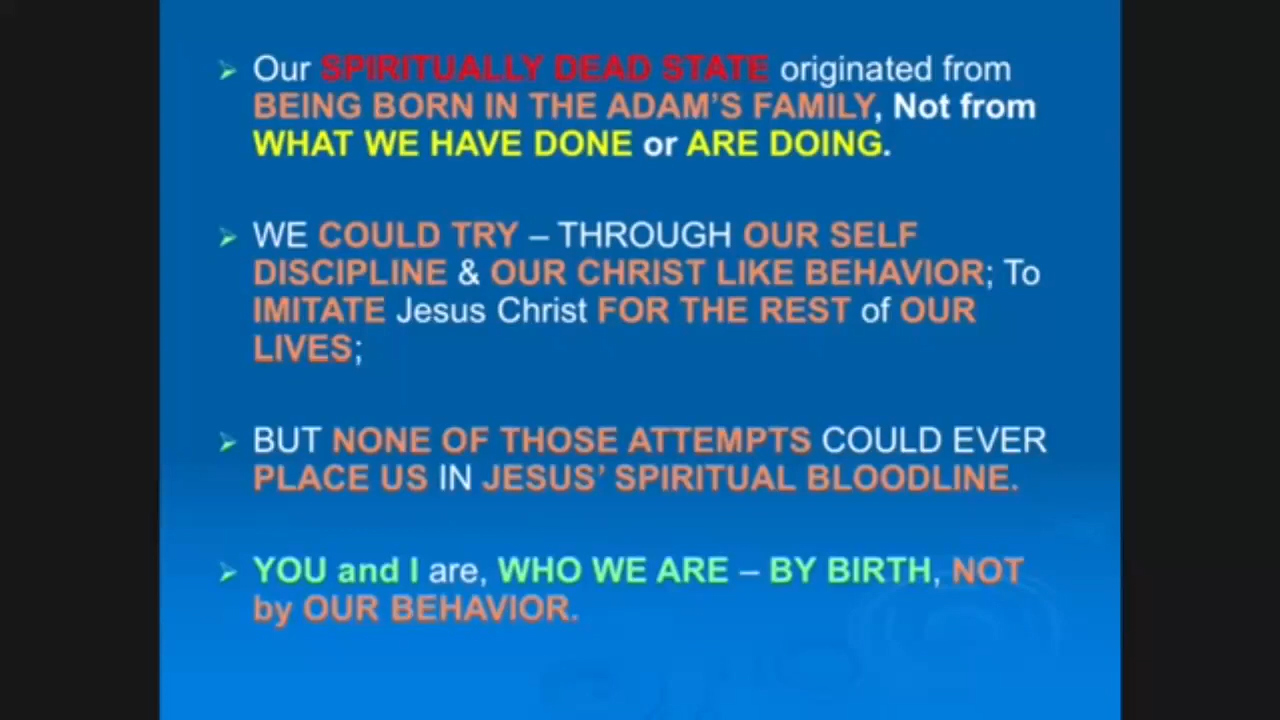 Our SPIRITUALLY DEAD STATE originated from
BEING BORN IN THE ADAM'S FAMILY, Not from
WHAT WE HAVE DONE or ARE DOING.
WE COULD TRY – THROUGH OUR SELF
DISCIPLINE & OUR CHRIST LIKE BEHAVIOR; To
IMITATE Jesus Christ FOR THE REST of OUR
LIVES;
BUT NONE OF THOSE ATTEMPTS COULD EVER
PLACE US IN JESUS' SPIRITUAL BLOODLINE.
YOU and I are, WHO WE ARE – BY BIRTH, NOT
by OUR BEHAVIOR.